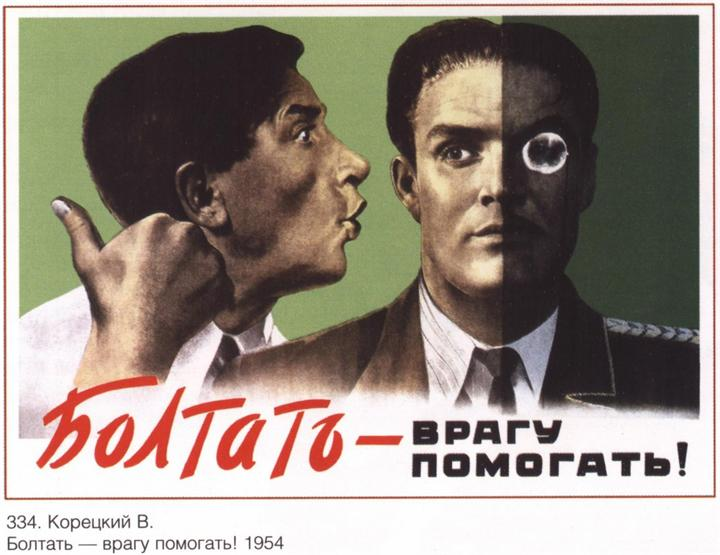 Болтать –
ВРАГУ
ПОМОГАТЬ!
334. Корецкий В.
Болтать — врагу помогать! 1954